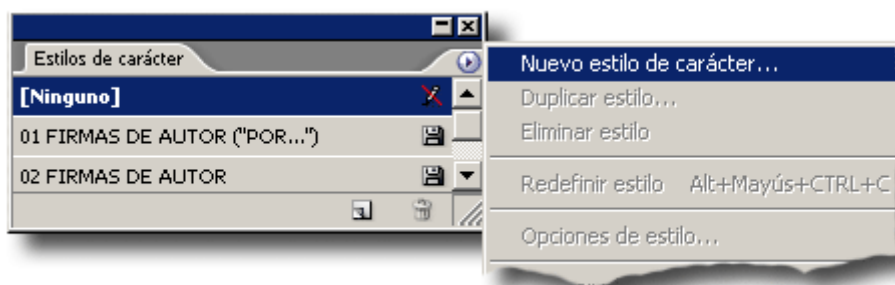 Estilos de carácter
[Ninguno]
01 FIRMAS DE AUTOR ("POR...")
02 FIRMAS DE AUTOR
Nuevo estilo de carácter...
Duplicar estilo...
Eliminar estilo
Redefinir estilo Alt+Mayús+CTRL+C
Opciones de estilo...